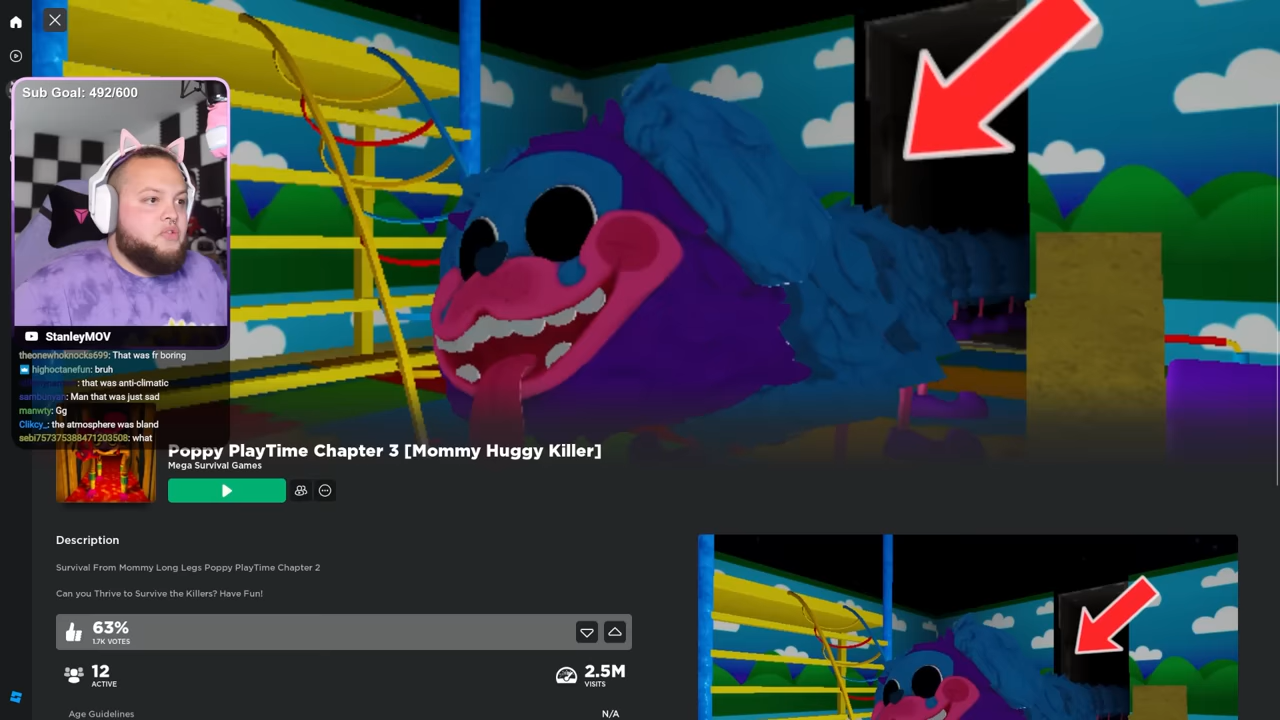 Sub Goal: 492/600
StanleyMOV
theonewhoknocks699: That was fr boring
highoctanefun: bruh
: that was anti-climatic
sambunyan: Man that was just sad
manwty: Gg
Clikcy_: the atmosphere was bland
sebi757375388471203508: what
Poppy PlayTime Chapter 3 [Mommy Huggy Killer]
Mega Survival Games
Description
Survival From Mommy Long Legs Poppy PlayTime Chapter 2
Can you Thrive to Survive the Killers? Have Fun!
63%
1.7K VOTES
12
ACTIVE
2.5M
VISITS
Age Guidelines
N/A